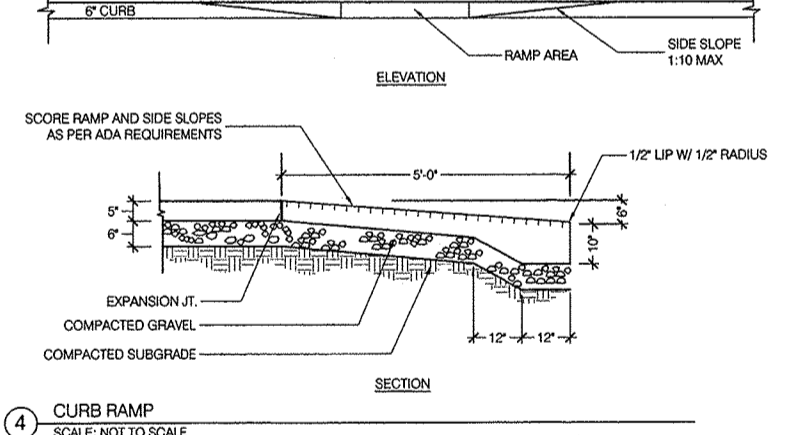 6" CURB
RAMP AREA
SIDE SLOPE
1:10 MAX
ELEVATION
SCORE RAMP AND SIDE SLOPES
AS PER ADA REQUIREMENTS
1/2" LIP W/ 1/2" RADIUS
5'-0"
5"
6"
6"
10"
EXPANSION JT.
COMPACTED GRAVEL
12"
12"
COMPACTED SUBGRADE
SECTION
4
CURB RAMP
SCALE: NOT TO SCALE